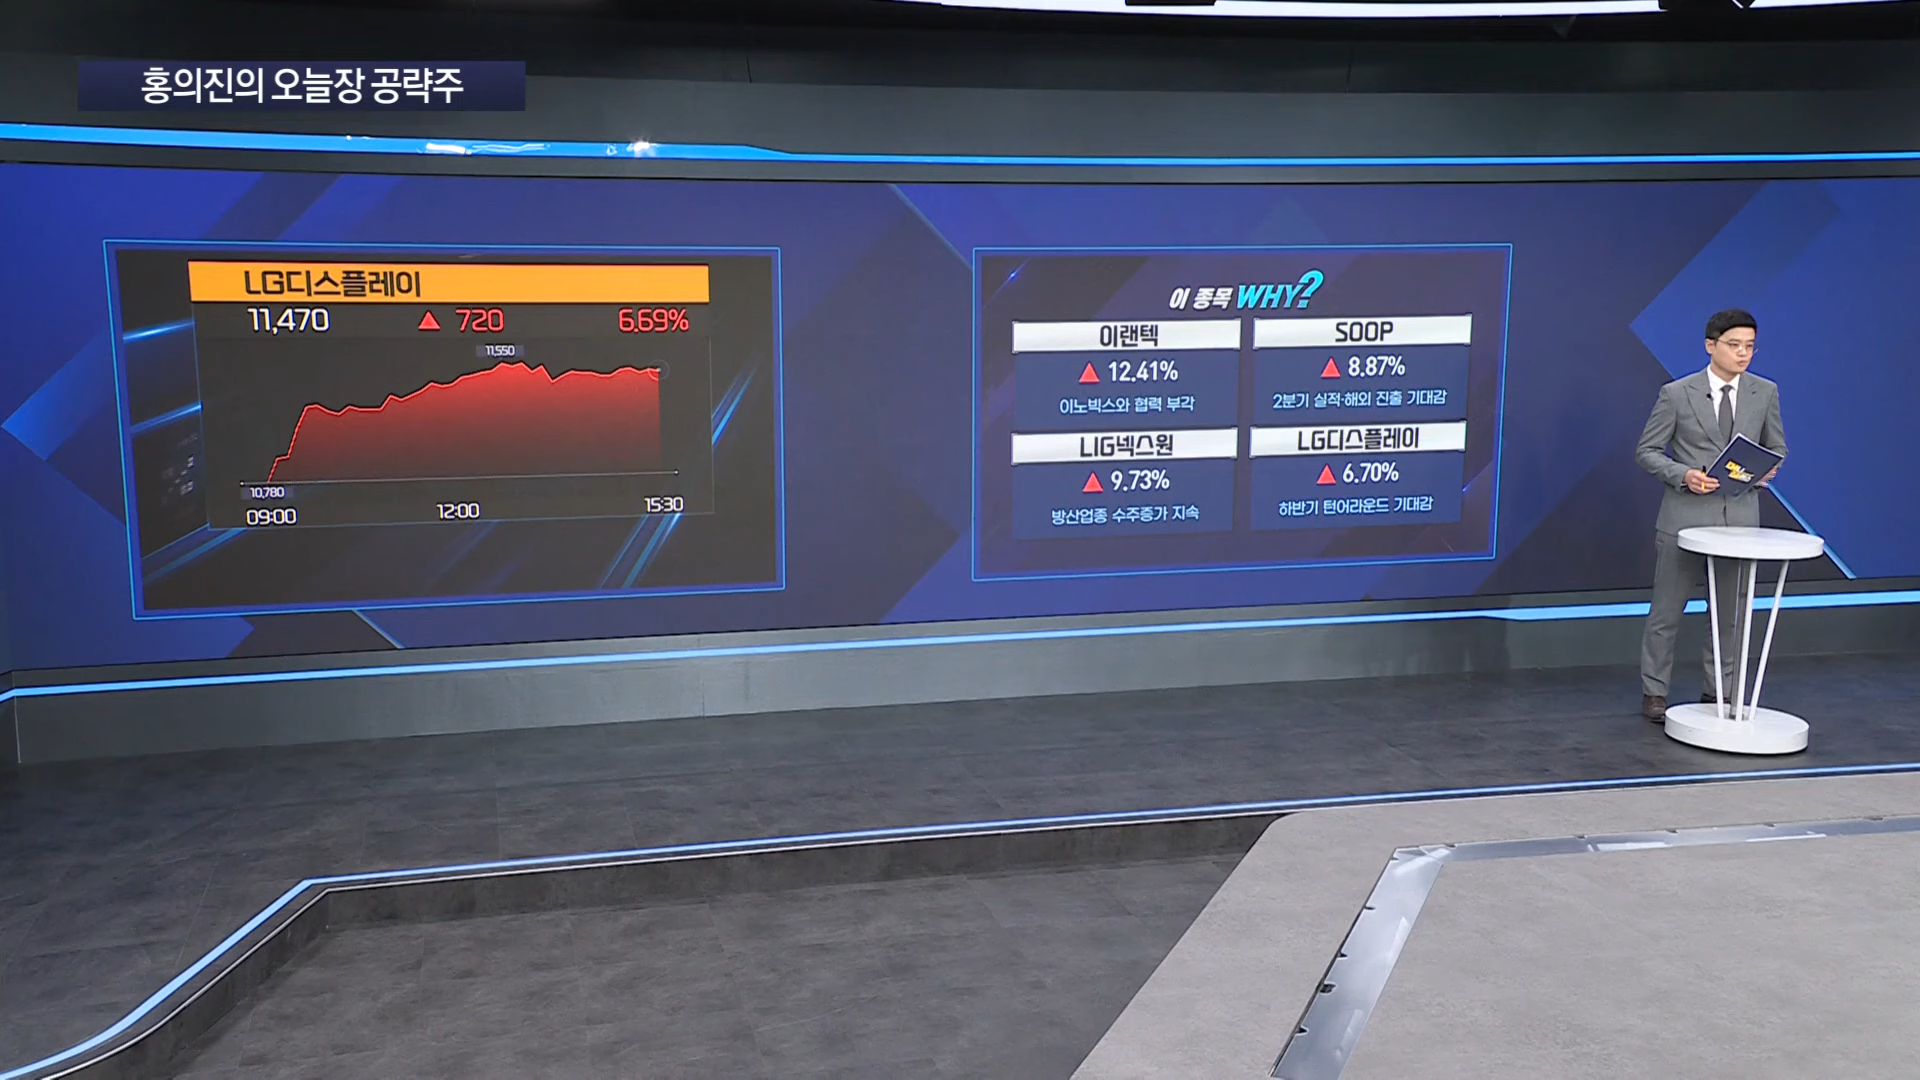 홍의진의 오늘장 공략주
LG디스플레이
11,470 ▲ 720 6.69%
11,550
10,780
09:00 12:00 15:30
이 종목 WHY?
이랜텍
▲ 12.41%
이노빅스와 협력 부각
SOOP
▲ 8.87%
2분기 실적·해외 진출 기대감
LIG넥스원
▲ 9.73%
방산업종 수주증가 지속
LG디스플레이
▲ 6.70%
하반기 턴어라운드 기대감